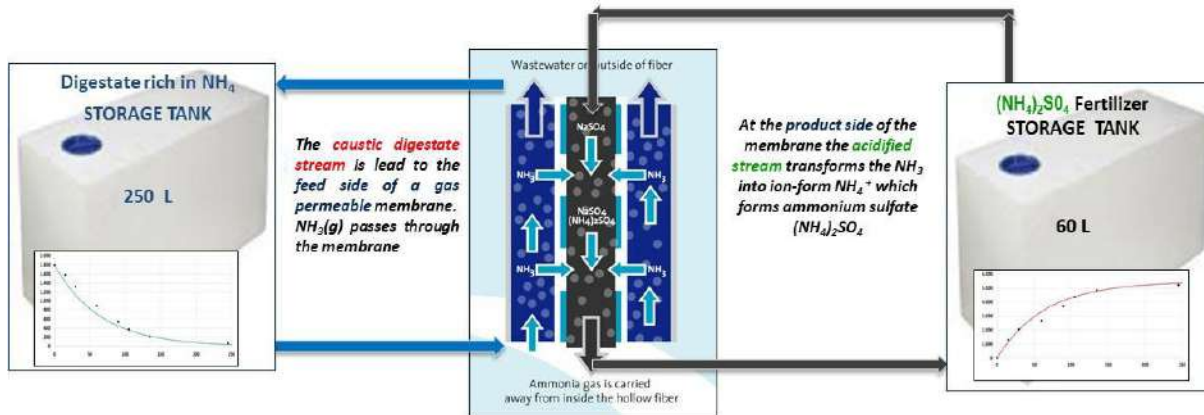 Digestate rich in NH4
STORAGE TANK
250 L
The caustic digestate
stream is lead to the
feed side of a gas
permeable membrane.
NH3(g) passes through
the membrane
Wastewater on outside of fiber
NaSO4
NH3
NH3
NaSO4
(NH4)2SO4
NH3
NH3
Ammonia gas is carried
away from inside the hollow fiber
At the product side of the
membrane the acidified
stream transforms the NH3
into ion-form NH4+ which
forms ammonium sulfate
(NH4)2SO4
(NH4)2SO4 Fertilizer
STORAGE TANK
60 L